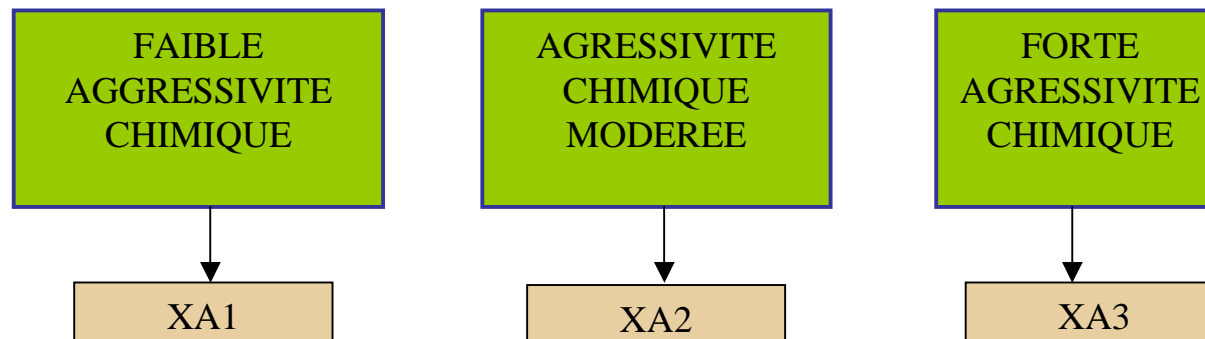 FAIBLE
AGGRESSIVITE
CHIMIQUE
AGRESSIVITE
CHIMIQUE
MODEREE
FORTE
AGRESSIVITE
CHIMIQUE
XA1
XA2
XA3